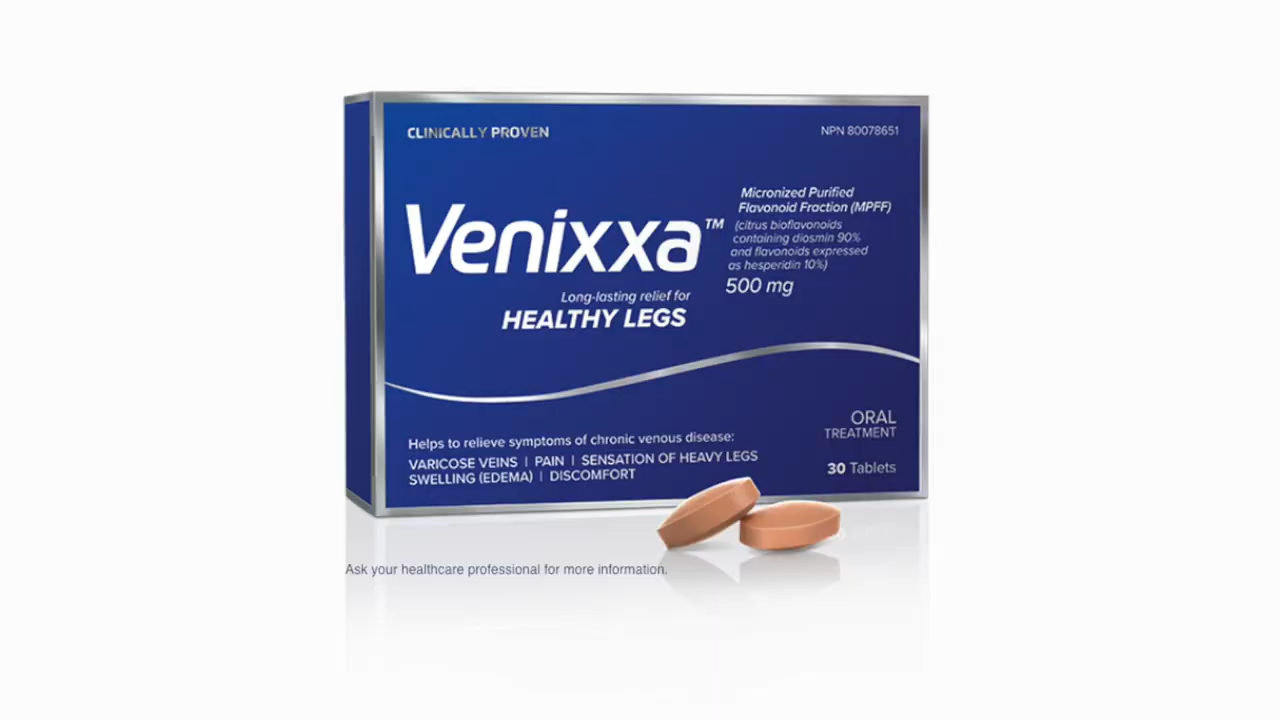 CLINICALLY PROVEN
NPN 80078651
Venixxa™
Micronized Purified
Flavonoid Fraction (MPFF)
(citrus bioflavonoids
containing diosmin 90%
and flavonoids expressed
as hesperidin 10%)
500 mg
Long-lasting relief for
HEALTHY LEGS
Helps to relieve symptoms of chronic venous disease:
VARICOSE VEINS | PAIN | SENSATION OF HEAVY LEGS
SWELLING (EDEMA) | DISCOMFORT
ORAL
TREATMENT
30 Tablets
Ask your healthcare professional for more information.